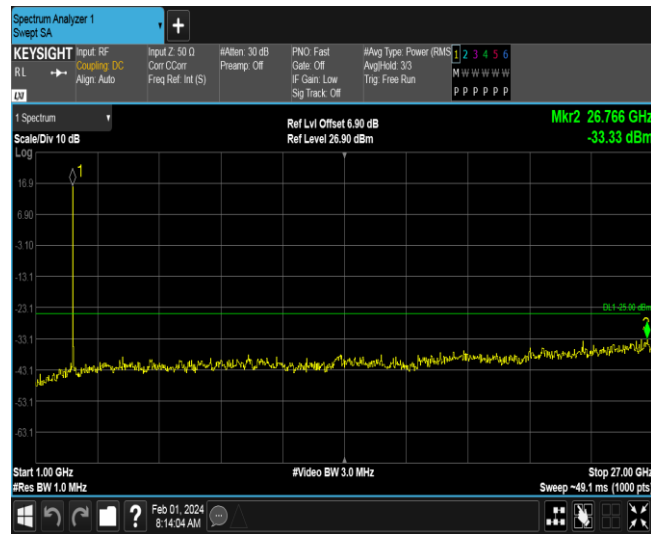 Spectrum Analyzer 1
Swept SA
+
KEYSIGHT
RL
LXI
Input: RF
Coupling: DC
Align: Auto
Input Z: 50 Ω
Corr CCorr
Freq Ref: Int (S)
#Atten: 30 dB
Preamp: Off
PNO: Fast
Gate: Off
IF Gain: Low
Sig Track: Off
#Avg Type: Power (RMS
Avg|Hold: 3/3
Trig: Free Run
1 2 3 4 5 6
M W W W W W
P P P P P P
1 Spectrum
Scale/Div 10 dB
Log
Ref Lvl Offset 6.90 dB
Ref Level 26.90 dBm
Mkr2 26.766 GHz
-33.33 dBm
1
16.9
6.90
-3.10
-13.1
-23.1
DL1 -25.00 dBm
2
-33.1
-43.1
-53.1
-63.1
Start 1.00 GHz
#Res BW 1.0 MHz
#Video BW 3.0 MHz
Stop 27.00 GHz
Sweep ~49.1 ms (1000 pts)
?
Feb 01, 2024
8:14:04 AM